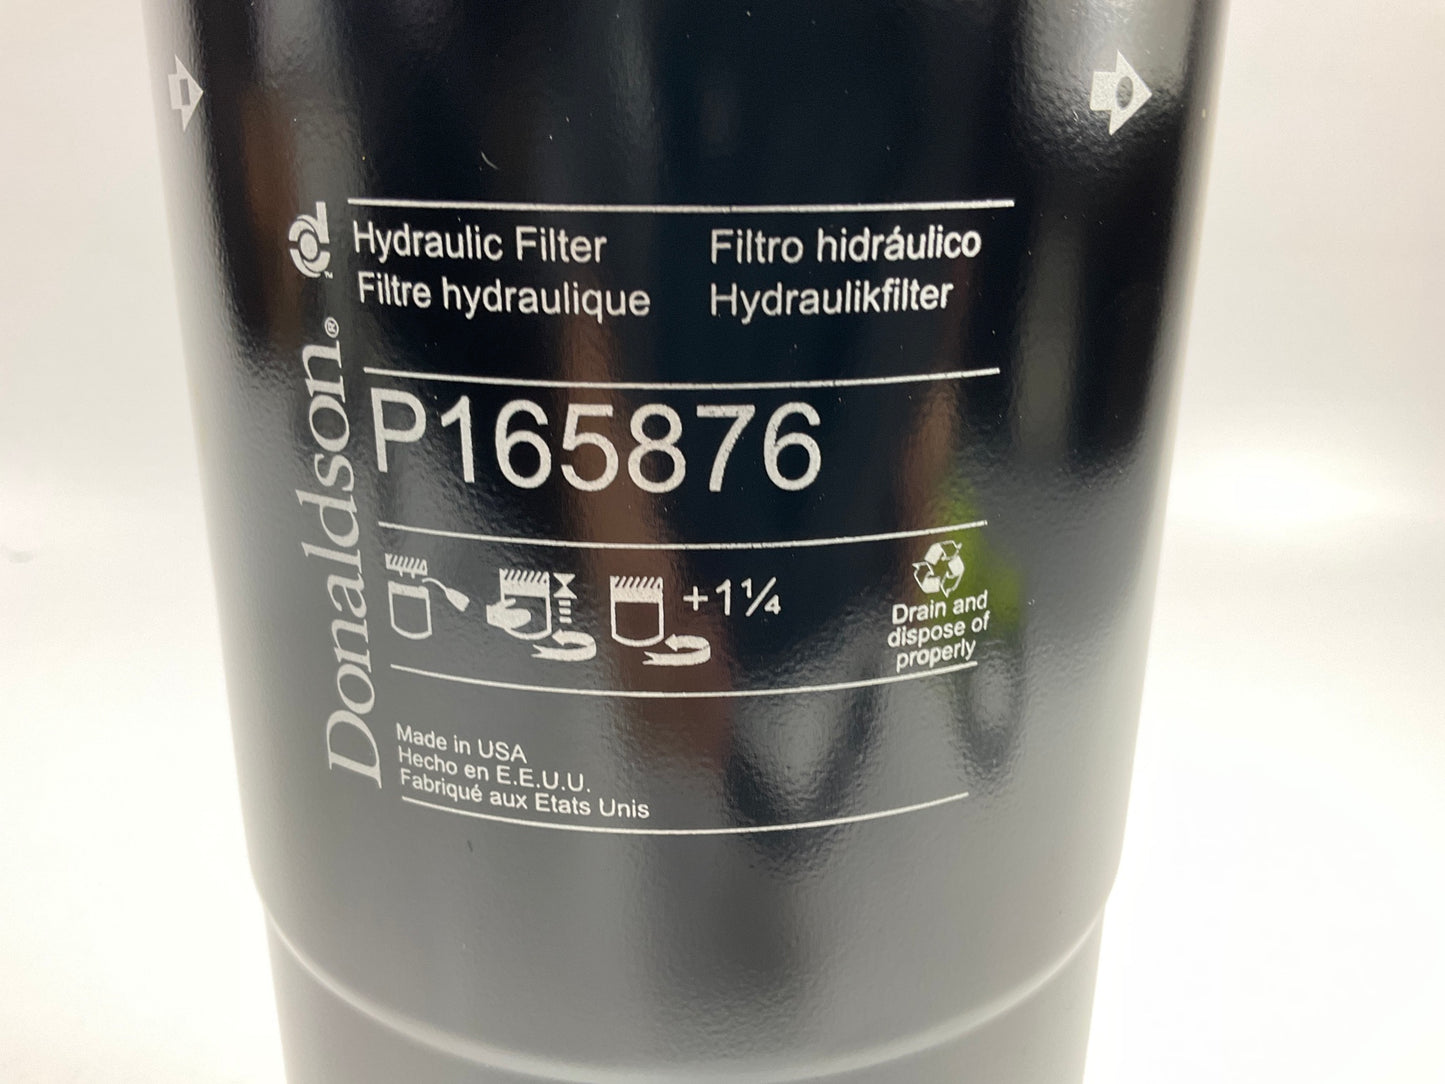 Hydraulic Filter
Filtro hidráulico
Filtre hydraulique
Hydraulikfilter
Donaldson®
™
P165876
+1¼
Drain and
dispose of
properly
Made in USA
Hecho en E.E.U.U.
Fabriqué aux Etats Unis